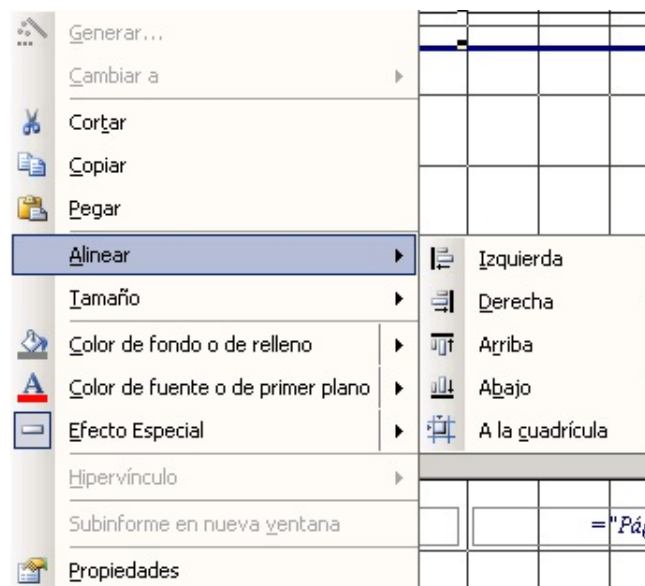 Generar...
Cambiar a
Cortar
Copiar
Pegar
Alinear
Izquierda
Tamaño
Derecha
Color de fondo o de relleno
Arriba
Color de fuente o de primer plano
Abajo
Efecto Especial
A la cuadrícula
Hipervínculo
Subinforme en nueva ventana
="Pág
Propiedades